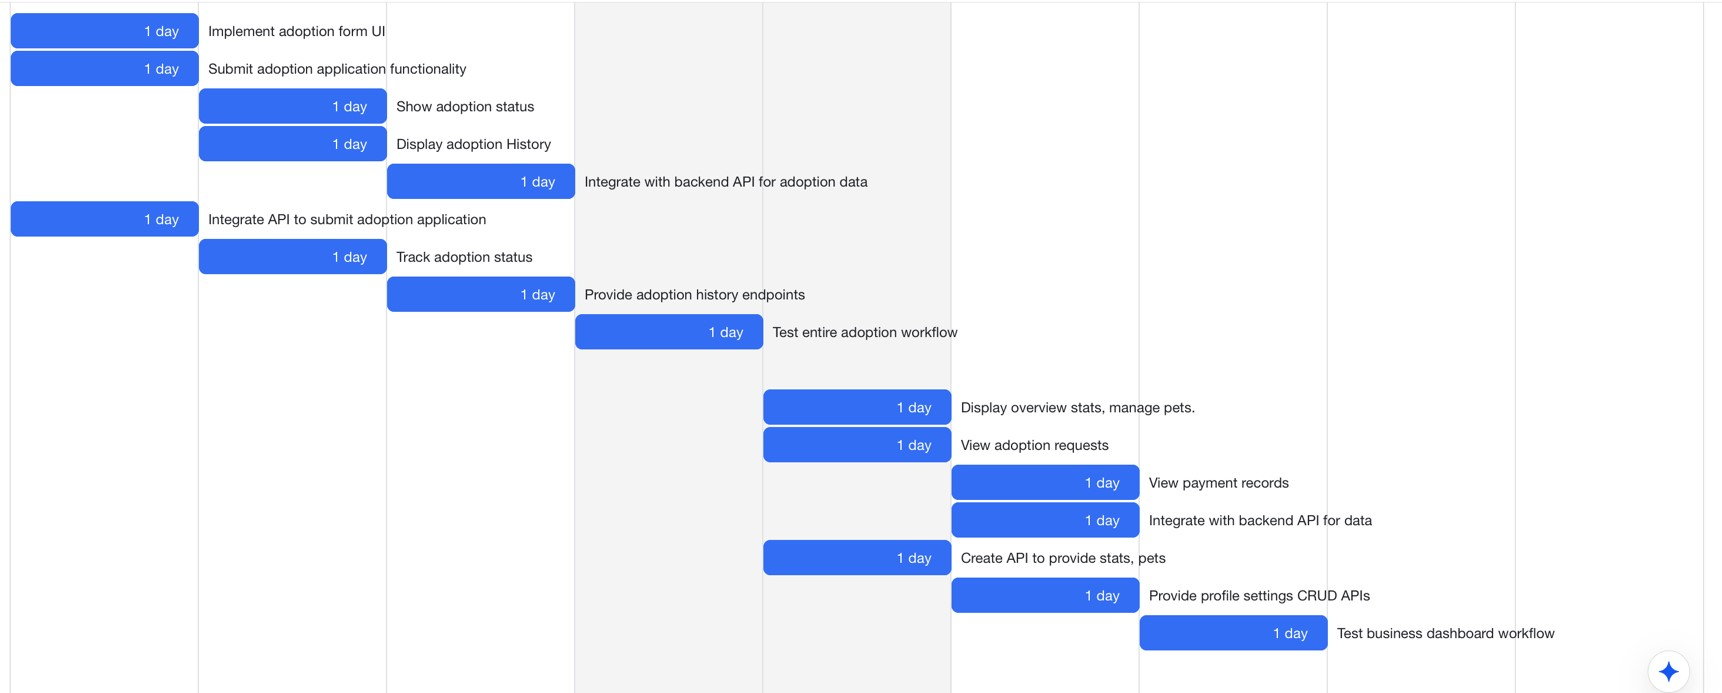 1 day Implement adoption form UI
1 day Submit adoption application functionality
1 day Show adoption status
1 day Display adoption History
1 day Integrate with backend API for adoption data
1 day Integrate API to submit adoption application
1 day Track adoption status
1 day Provide adoption history endpoints
1 day Test entire adoption workflow
1 day Display overview stats, manage pets.
1 day View adoption requests
1 day View payment records
1 day Integrate with backend API for data
1 day Create API to provide stats, pets
1 day Provide profile settings CRUD APIs
1 day Test business dashboard workflow